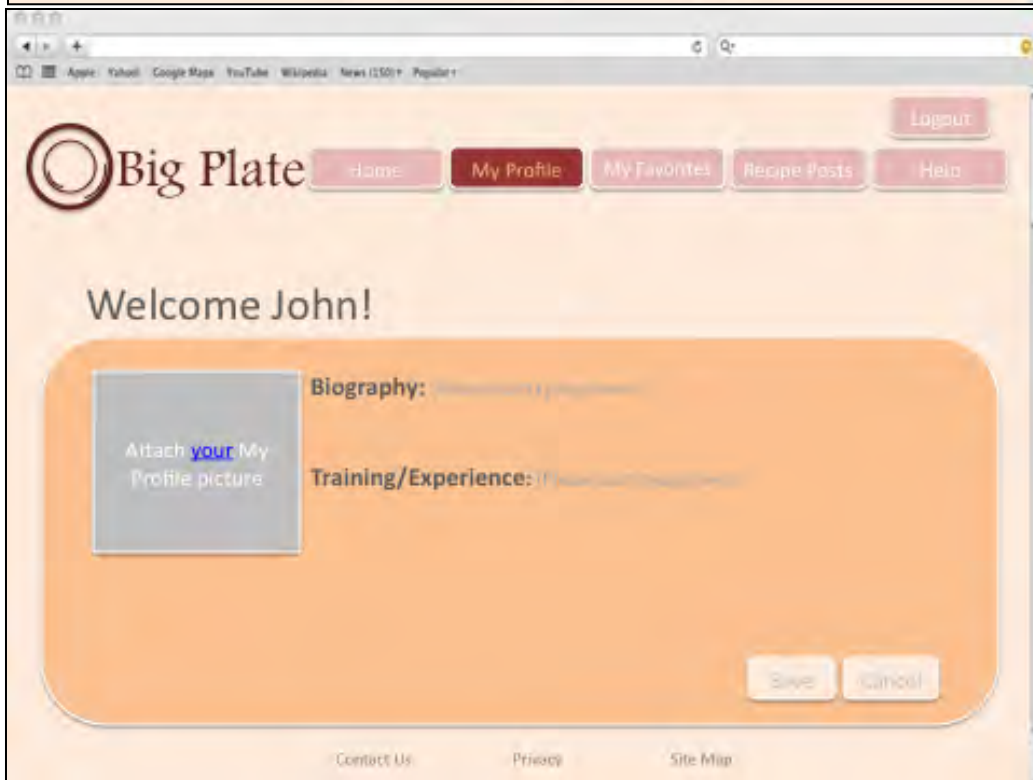 Apple Yahoo! Google Maps YouTube Wikipedia News (150) Popular
Logout
Big Plate Home My Profile My Favorites Recipe Posts Help
Welcome John!
Biography:
Attach your My
Profile picture
Training/Experience:
Save Cancel
Contact Us Privacy Site Map